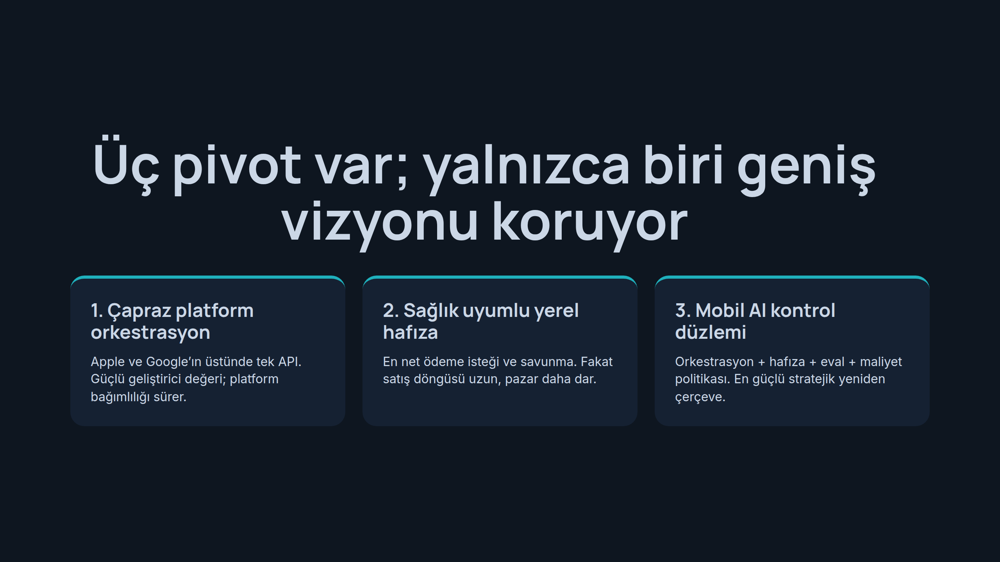 Üç pivot var; yalnızca biri geniş
vizyonu koruyor
1. Çapraz platform
orkestrasyon
Apple ve Google’ın üstünde tek API.
Güçlü geliştirici değeri; platform
bağımlılığı sürer.
2. Sağlık uyumlu yerel
hafıza
En net ödeme isteği ve savunma. Fakat
satış döngüsü uzun, pazar daha dar.
3. Mobil AI kontrol
düzlemi
Orkestrasyon + hafıza + eval + maliyet
politikası. En güçlü stratejik yeniden
çerçeve.